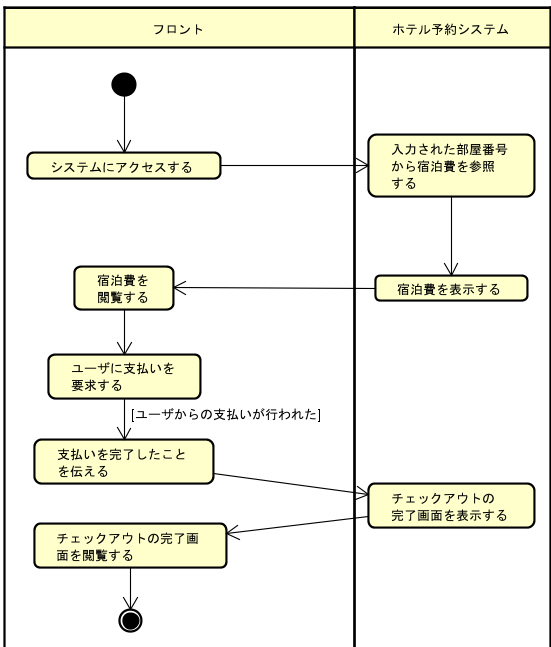 フロント
ホテル予約システム
システムにアクセスする
入力された部屋番号
から宿泊費を参照
する
宿泊費を表示する
宿泊費を
閲覧する
ユーザに支払いを
要求する
[ユーザからの支払いが行われた]
支払いを完了したこと
を伝える
チェックアウトの
完了画面を表示する
チェックアウトの完了画
面を閲覧する